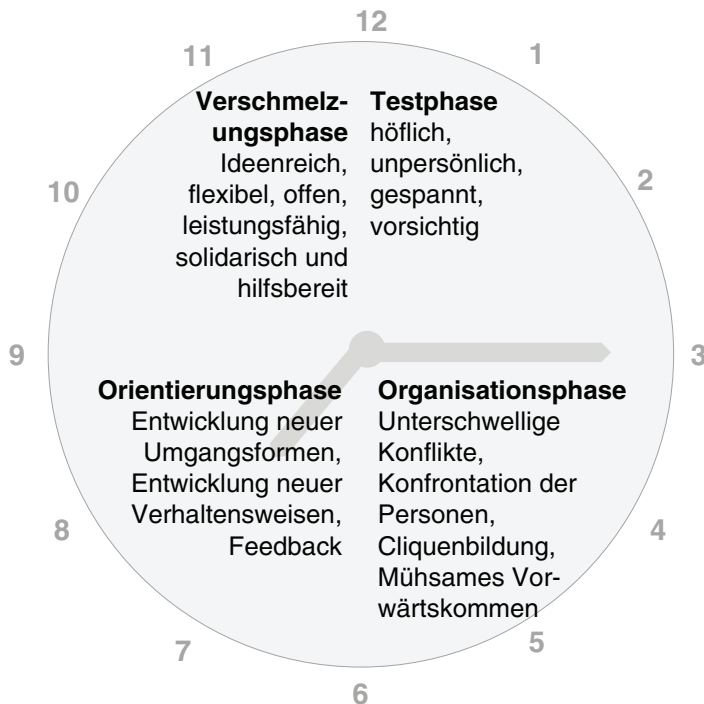 12
1
2
3
4
5
6
7
8
9
10
11
Testphase
höflich,
unpersönlich,
gespannt,
vorsichtig
Organisationsphase
Unterschwellige
Konflikte,
Konfrontation der
Personen,
Cliquenbildung,
Mühsames Vor-
wärtskommen
Orientierungsphase
Entwicklung neuer
Umgangsformen,
Entwicklung neuer
Verhaltensweisen,
Feedback
Verschmelz-
ungsphase
Ideenreich,
flexibel, offen,
leistungsfähig,
solidarisch und
hilfsbereit